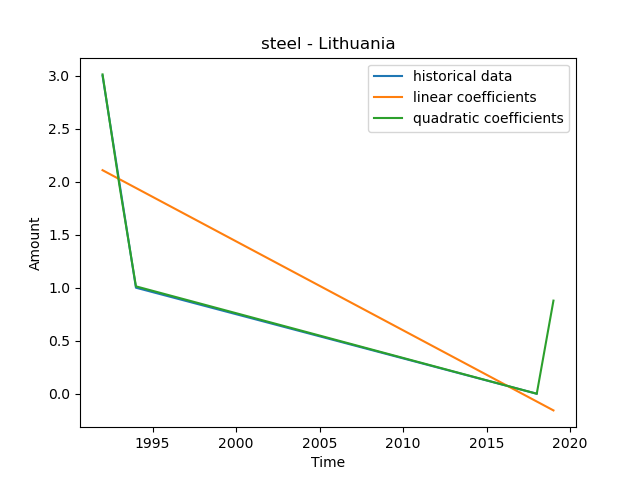 steel - Lithuania
historical data
linear coefficients
quadratic coefficients
Amount
3.0
2.5
2.0
1.5
1.0
0.5
0.0
1995 2000 2005 2010 2015 2020
Time